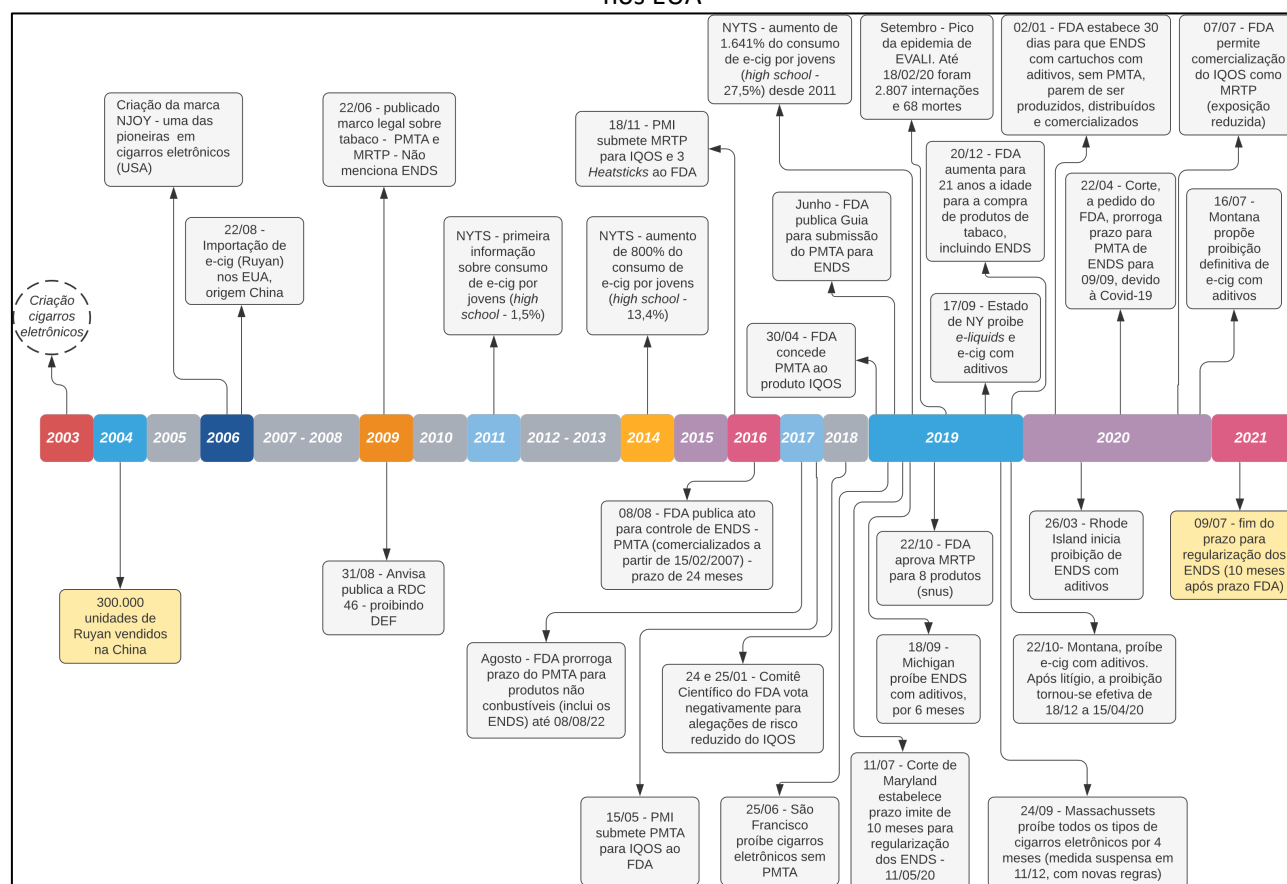 nos EUA
NYTS - aumento de
1.641% do consumo
de e-cig por jovens
(high school -
27,5%) desde 2011
Setembro - Pico
da epidemia de
EVALI. Até
18/02/20 foram
2.807 internações
e 68 mortes
02/01 - FDA estabece 30
dias para que ENDS
com cartuchos com
aditivos, sem PMTA,
parem de ser
produzidos, distribuídos
e comercializados
07/07 - FDA
permite
comercialização
do IQOS como
MRTP
(exposição
reduzida)
Criação da marca
NJOY - uma das
pioneiras em
cigarros eletrônicos
(USA)
22/06 - publicado
marco legal sobre
tabaco - PMTA e
MRTP - Não
menciona ENDS
18/11 - PMI
submete MRTP
para IQOS e 3
Heatsticks ao FDA
20/12 - FDA
aumenta para
21 anos a idade
para a compra
de produtos de
tabaco,
incluindo ENDS
22/04 - Corte,
a pedido do
FDA, prorroga
prazo para
PMTA de
ENDS para
09/09, devido
à Covid-19
16/07 -
Montana
propõe
proibição
definitiva de
e-cig com
aditivos
22/08 -
Importação de
e-cig (Ruyan)
nos EUA,
origem China
NYTS - primeira
informação
sobre consumo
de e-cig por
jovens (high
school - 1,5%)
NYTS - aumento
de 800% do
consumo de
e-cig por jovens
(high school -
13,4%)
Junho - FDA
publica Guia
para submissão
do PMTA para
ENDS
Criação
cigarros
eletrônicos
17/09 - Estado
de NY proibe
e-liquids e
e-cig com
aditivos
30/04 - FDA
concede
PMTA ao
produto IQOS
2003 2004 2005 2006 2007 - 2008 2009 2010 2011 2012 - 2013 2014 2015 2016 2017 2018 2019 2020 2021
300.000
unidades de
Ruyan vendidos
na China
31/08 - Anvisa
publica a RDC
46 - proibindo
DEF
08/08 - FDA publica ato
para controle de ENDS -
PMTA (comercializados a
partir de 15/02/2007) -
prazo de 24 meses
22/10 - FDA
aprova MRTP
para 8 produtos
(snus)
26/03 - Rhode
Island inicia
proibição de
ENDS com
aditivos
09/07 - fim do
prazo para
regularização dos
ENDS (10 meses
após prazo FDA)
Agosto - FDA prorroga
prazo do PMTA para
produtos não
conbustíveis (inclui os
ENDS) até 08/08/22
24 e 25/01 - Comitê
Científico do FDA vota
negativamente para
alegações de risco
reduzido do IQOS
18/09 -
Michigan
proíbe ENDS
com aditivos,
por 6 meses
22/10- Montana, proíbe
e-cig com aditivos.
Após litígio, a proibição
tornou-se efetiva de
18/12 a 15/04/20
15/05 - PMI
submete PMTA
para IQOS ao
FDA
25/06 - São
Francisco
proíbe cigarros
eletrônicos sem
PMTA
11/07 - Corte de
Maryland
estabelece
prazo imite de
10 meses para
regularização
dos ENDS -
11/05/20
24/09 - Massachussets
proíbe todos os tipos de
cigarros eletrônicos por 4
meses (medida suspensa em
11/12, com novas regras)